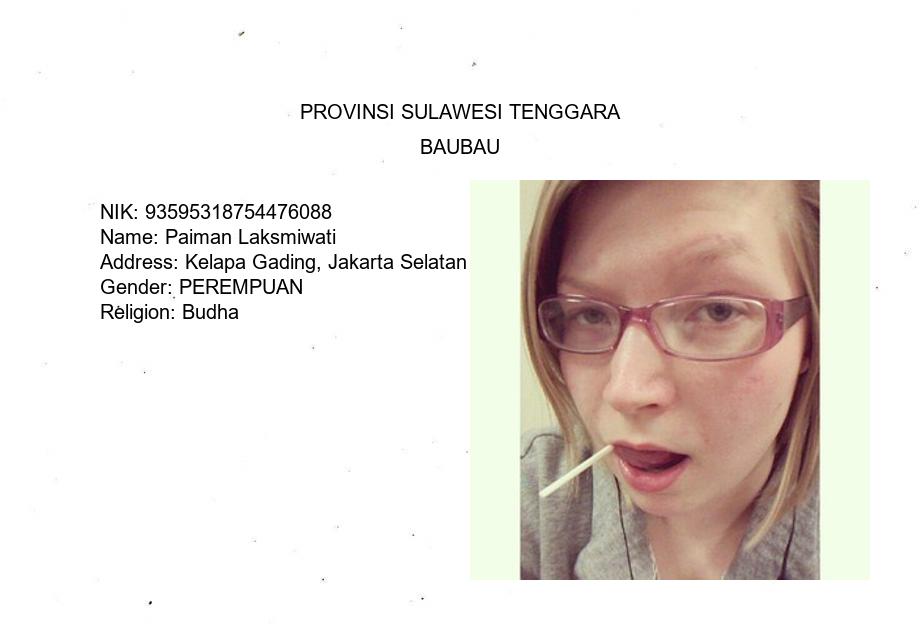 PROVINSI SULAWESI TENGGARA
BAUBAU
NIK: 93595318754476088
Name: Paiman Laksmiwati
Address: Kelapa Gading, Jakarta Selatan
Gender: PEREMPUAN
Religion: Budha